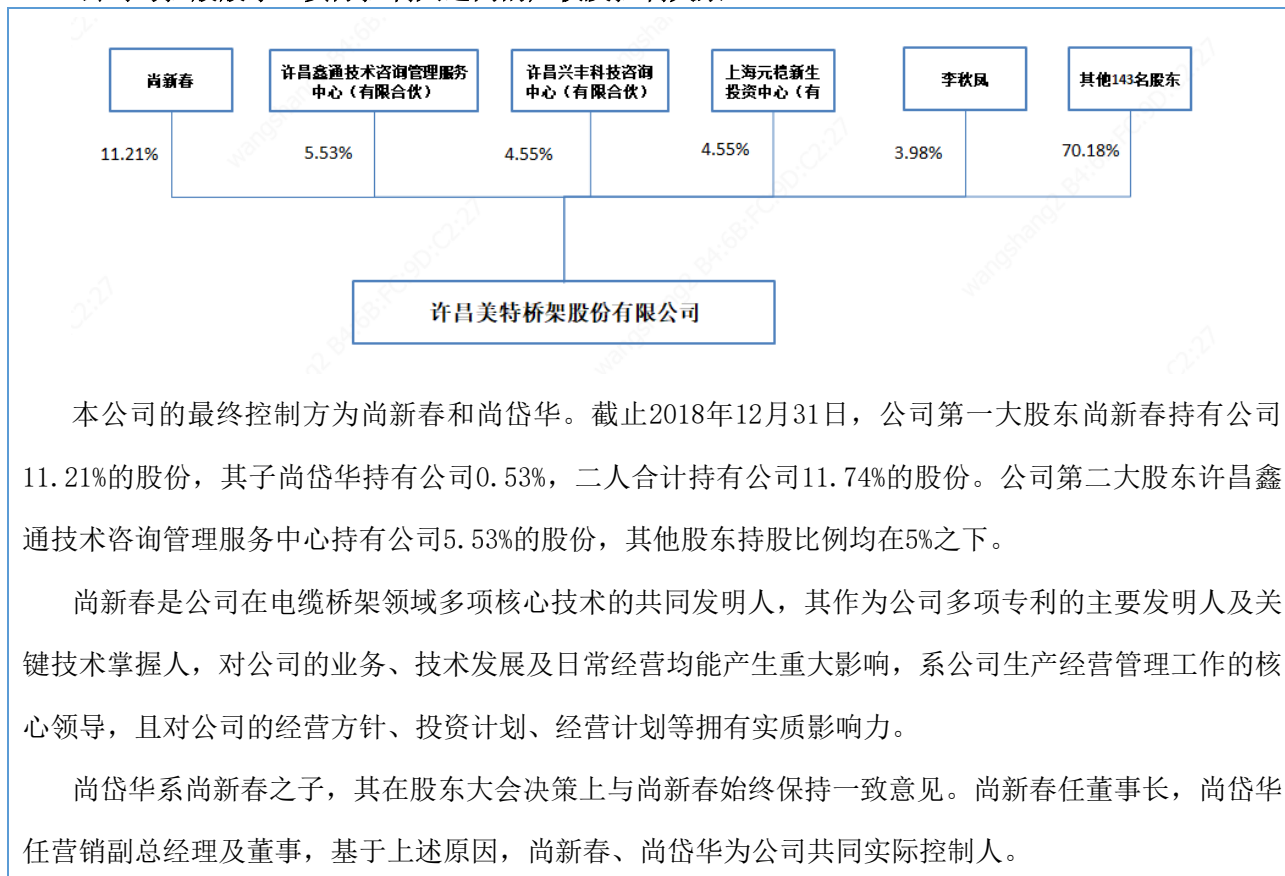 尚新春
许昌鑫通技术咨询管理服务
中心（有限合伙）
许昌兴丰科技咨询
中心（有限合伙）
上海元桤新生
投资中心（有
李秋凤
其他143名股东
11.21%
5.53%
4.55%
4.55%
3.98%
70.18%
许昌美特桥架股份有限公司
本公司的最终控制方为尚新春和尚岱华。截止2018年12月31日，公司第一大股东尚新春持有公司
11.21%的股份，其子尚岱华持有公司0.53%，二人合计持有公司11.74%的股份。公司第二大股东许昌鑫
通技术咨询管理服务中心持有公司5.53%的股份，其他股东持股比例均在5%之下。
尚新春是公司在电缆桥架领域多项核心技术的共同发明人，其作为公司多项专利的主要发明人及关
键技术掌握人，对公司的业务、技术发展及日常经营均能产生重大影响，系公司生产经营管理工作的核
心领导，且对公司的经营方针、投资计划、经营计划等拥有实质影响力。
尚岱华系尚新春之子，其在股东大会决策上与尚新春始终保持一致意见。尚新春任董事长，尚岱华
任营销副总经理及董事，基于上述原因，尚新春、尚岱华为公司共同实际控制人。